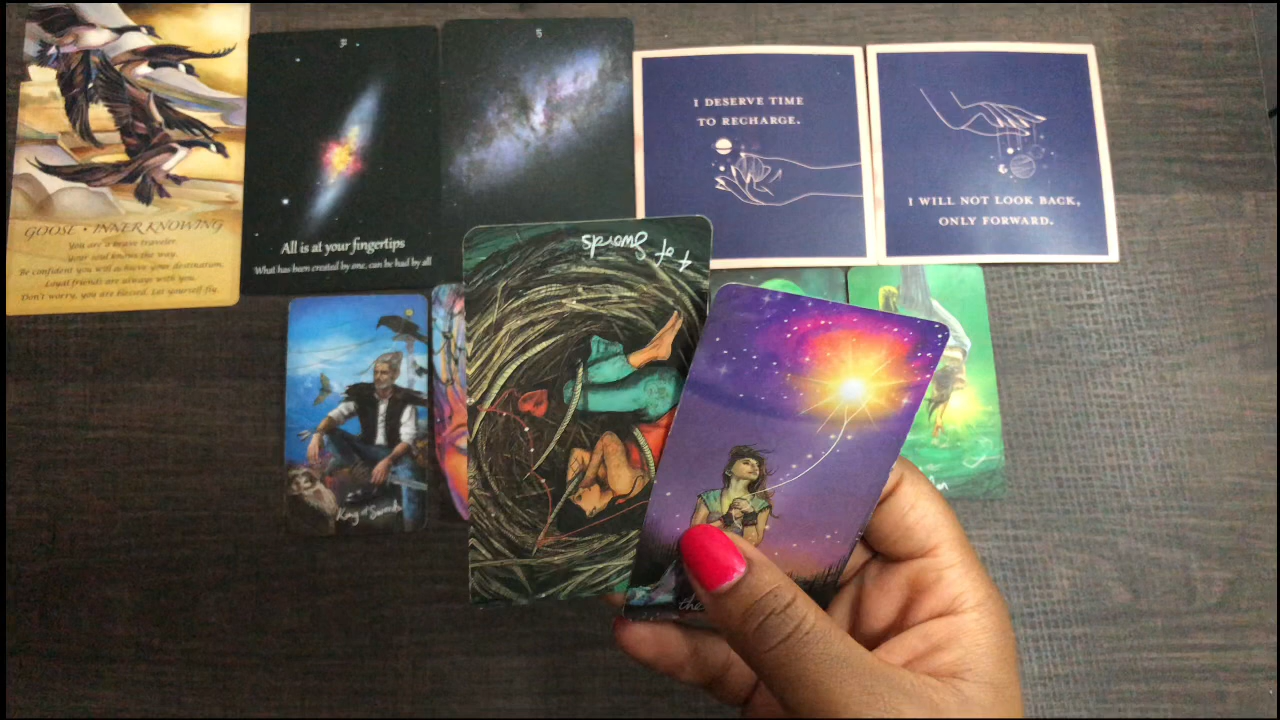 GOOSE • INNER KNOWING
You are a brave traveler.
Your soul knows the way.
Be confident you will achieve your destination.
Loyal friends are always with you.
Don't worry, you are blessed. Let yourself fly.
31
All is at your fingertips
What has been created by one, can be had by all
5
I DESERVE TIME
TO RECHARGE.
I WILL NOT LOOK BACK,
ONLY FORWARD.
4 of Swords
King of Swords
the